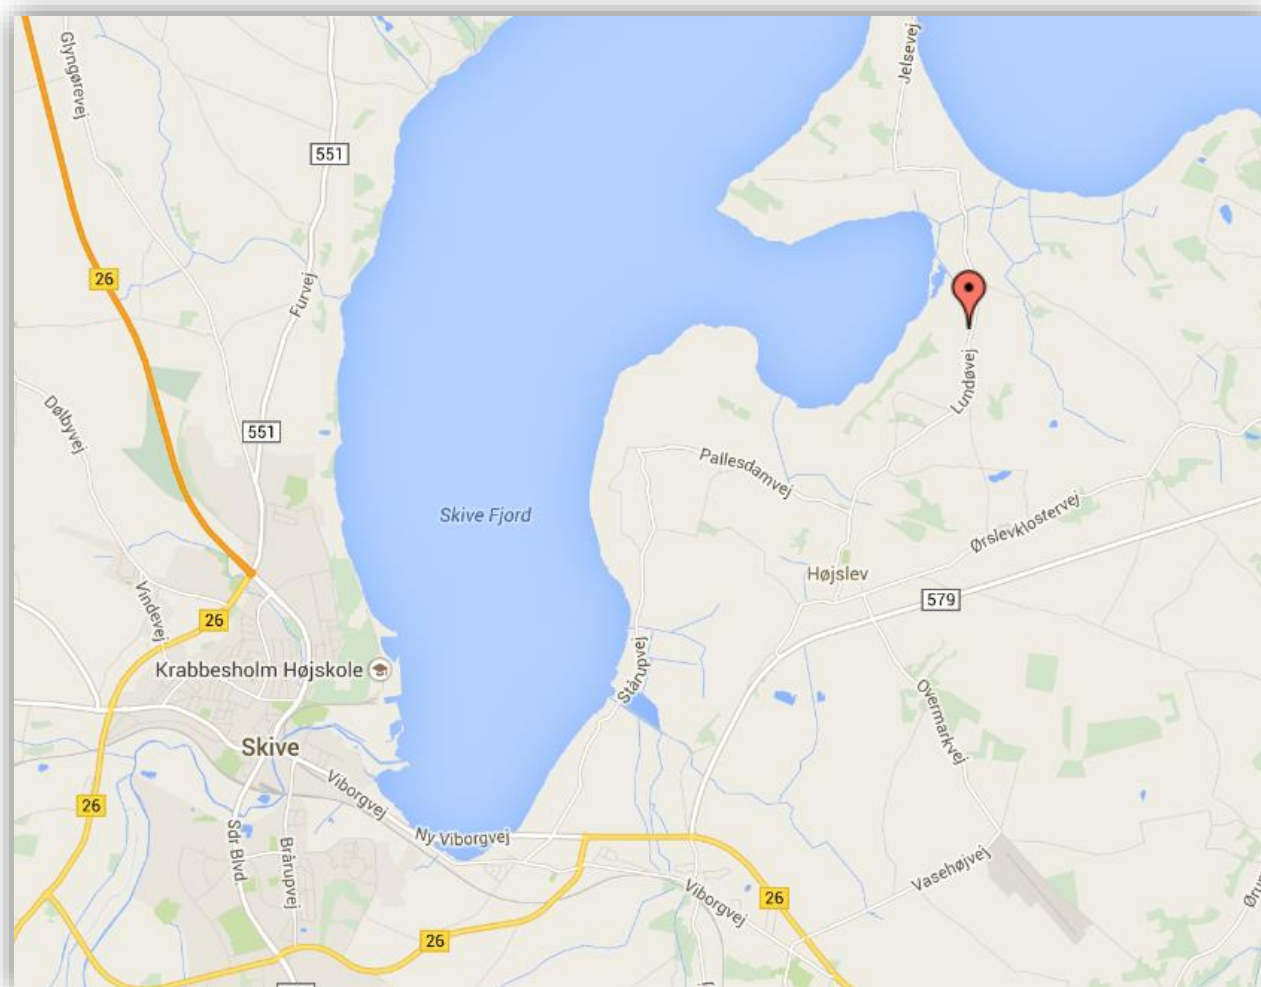 Glyngørevej
Jelsevej
551
26
Furvej
Dølbyvej
551
Lundøvej
Pallesdamvej
Skive Fjord
Ørslevklostervej
Højslev
579
Vindevej
26
Krabbesholm Højskole
Stårupvej
Overmarkvej
Skive
Viborgvej
26
Ny Viborgvej
Sdr Blvd.
Brårupvej
Vasehøjvej
Viborgvej
26
26